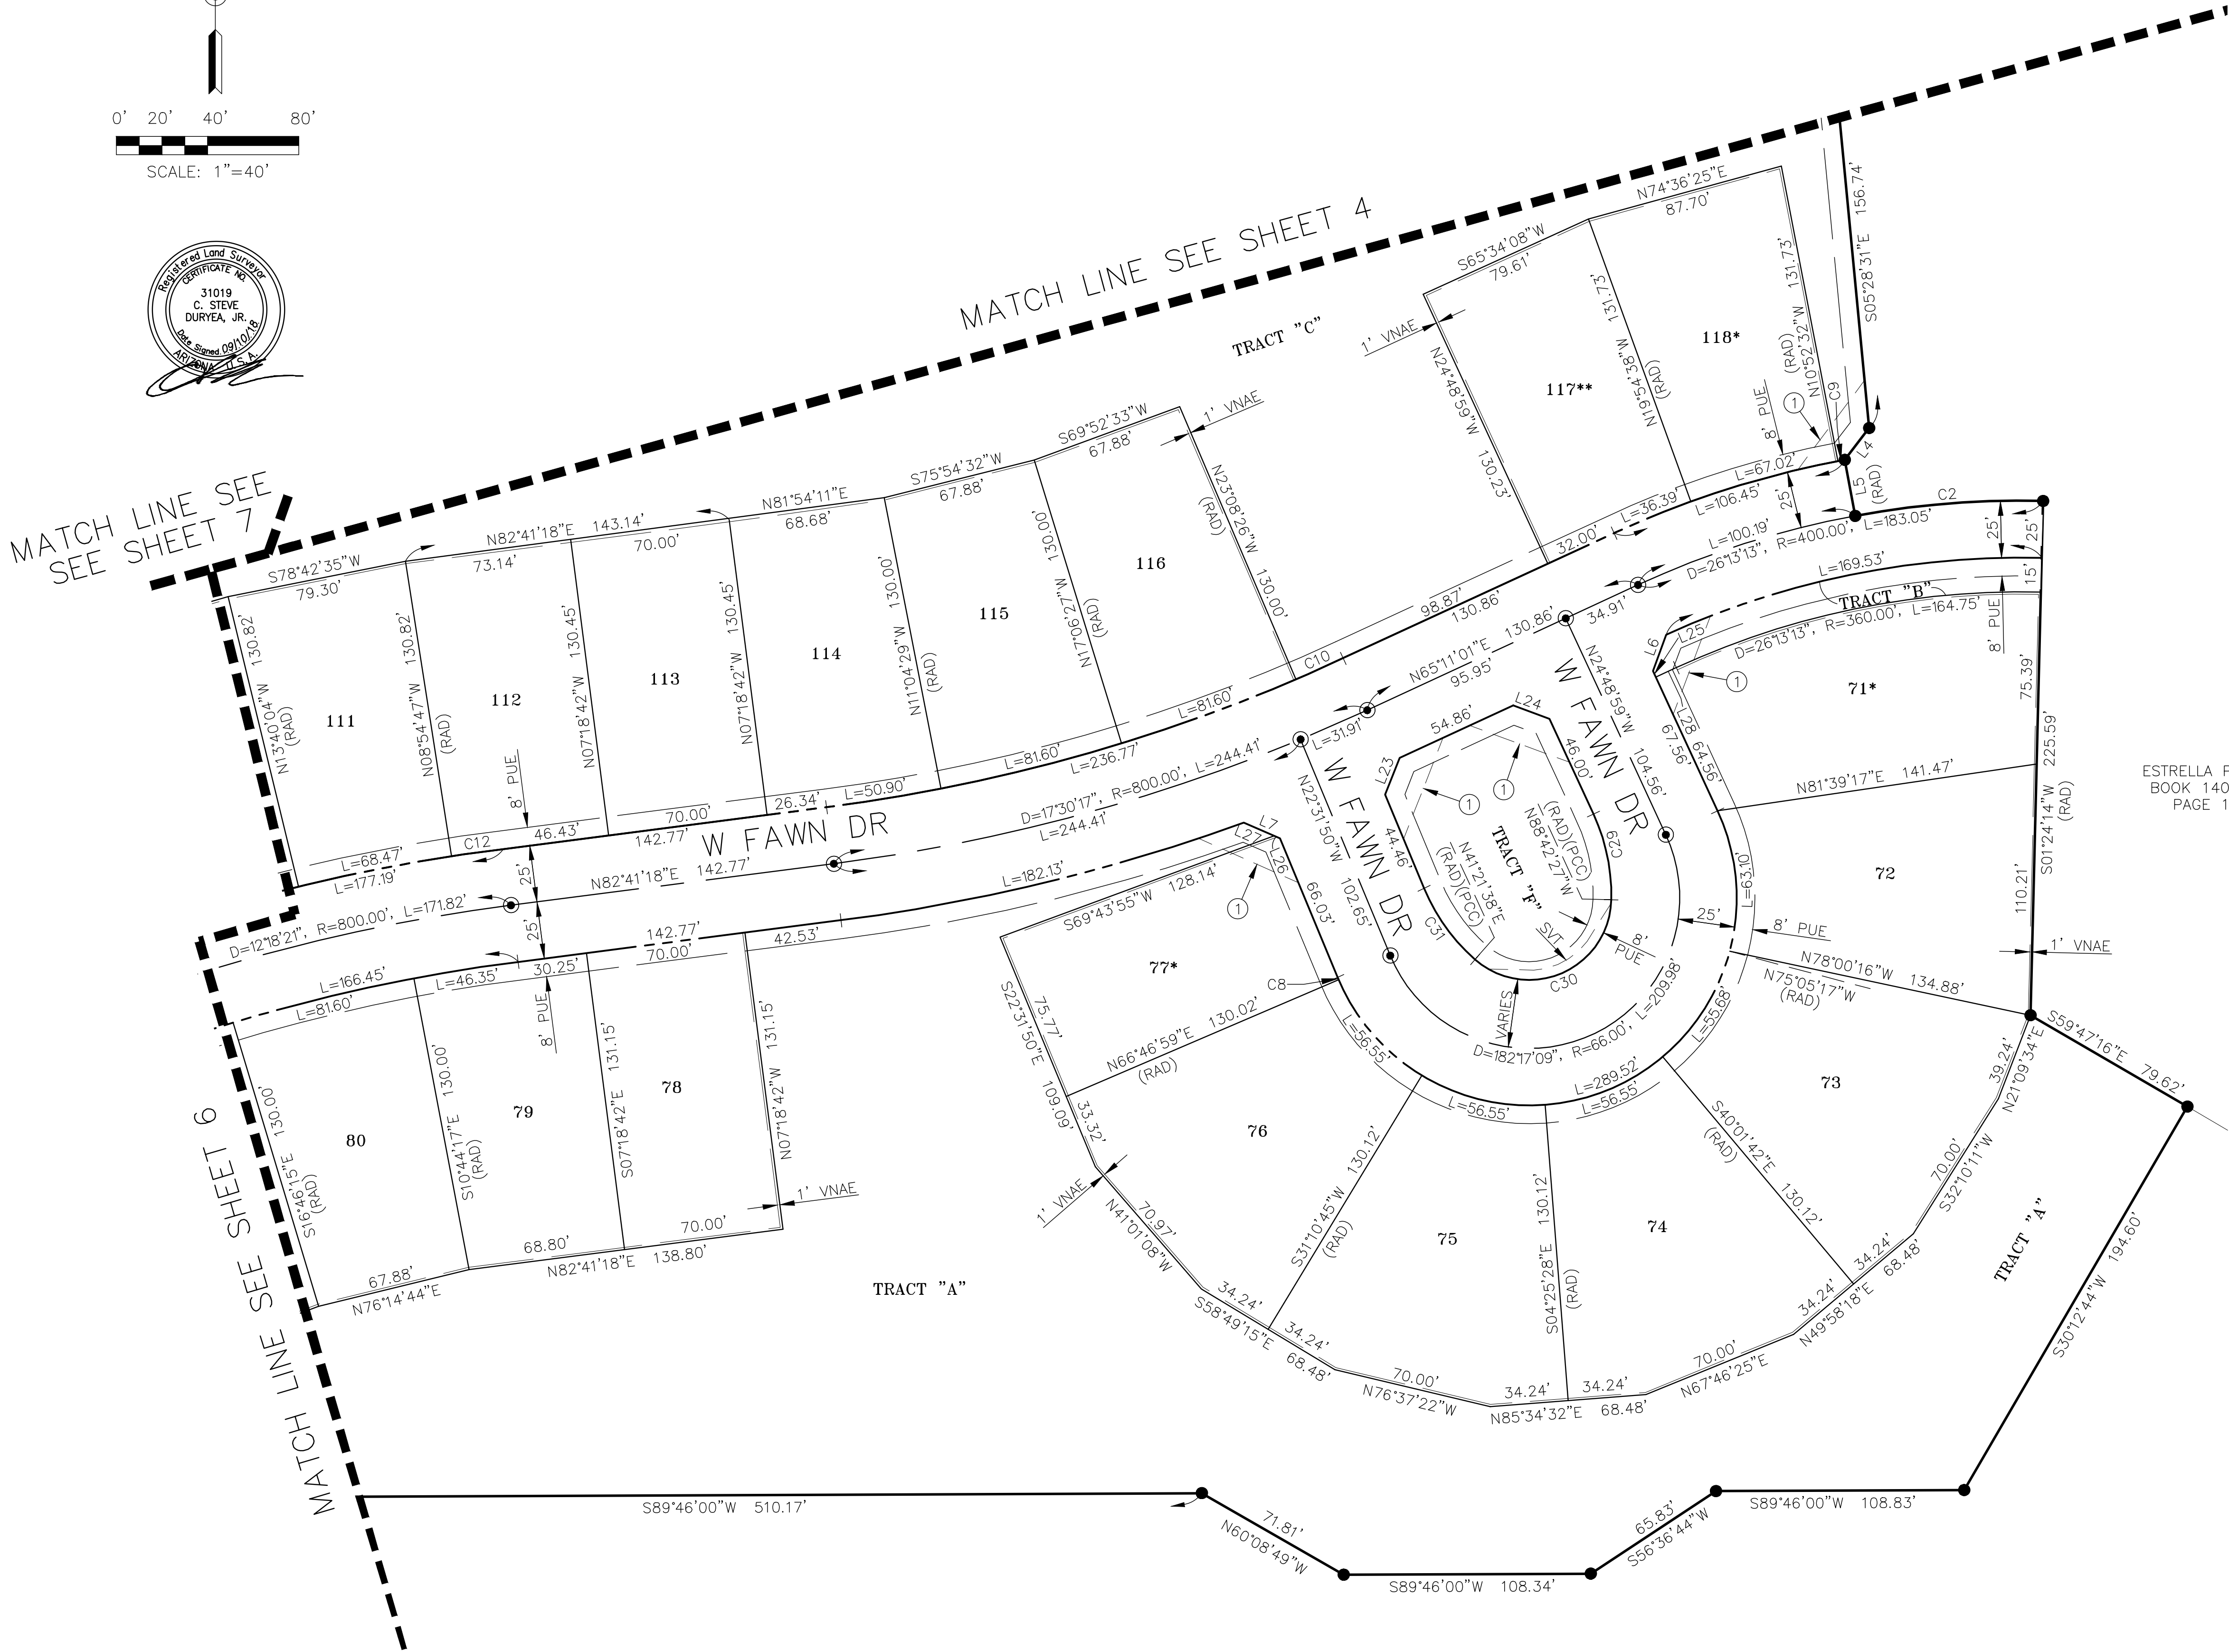 0' 20' 40' 80'
SCALE: 1"=40'
Registered Land Surveyor
CERTIFICATE NO.
31019
C. STEVE
DURYEA, JR.
Date Signed 09/10/18
ARIZONA U.S.A.
MATCH LINE SEE SHEET 4
MATCH LINE SEE
SEE SHEET 7
MATCH LINE SEE SHEET 6
TRACT "C"
1' VNAE
S65°34'08"W
79.61'
N74°36'25"E
87.70'
N24°48'59"W 130.23'
117**
N19°54'38"W 131.73'
(RAD)
118*
N10°52'32"W 131.73'
(RAD)
8' PUE
1
C9
S05°28'31"E 156.74'
L4
L5
(RAD)
C2
S78°42'35"W
79.30'
N82°41'18"E 143.14'
73.14'
70.00'
N81°54'11"E
68.68'
S75°54'32"W
67.88'
S69°52'33"W
67.88'
1' VNAE
N13°40'04"W 130.82'
(RAD)
111
N08°54'47"W 130.82'
(RAD)
112
N07°18'42"W 130.45'
113
N07°18'42"W 130.45'
114
N11°04'29"W 130.00'
(RAD)
115
N17°06'27"W 130.00'
(RAD)
116
N23°08'26"W 130.00'
(RAD)
8' PUE
L=68.47'
L=177.19'
C12
46.43'
70.00'
142.77'
26.34'
L=50.90'
L=81.60'
L=236.77'
L=81.60'
C10
98.87'
130.86'
32.00'
L=36.39'
L=106.45'
L=67.02'
25'
L=100.19'
D=26°13'13", R=400.00', L=183.05'
34.91'
N65°11'01"E 130.86'
95.95'
L=31.91'
W FAWN DR
D=17°30'17", R=800.00', L=244.41'
L=244.41'
N82°41'18"E 142.77'
D=12°18'21", R=800.00', L=171.82'
25'
25'
25'
25'
15'
L=169.53'
TRACT "B"
D=26°13'13", R=360.00', L=164.75'
8' PUE
L6
L25
1
71*
75.39'
S01°24'14"W 225.59'
(RAD)
L28
67.56'
64.56'
N81°39'17"E 141.47'
72
110.21'
L=63.10'
25'
8' PUE
1' VNAE
N78°00'16"W 134.88'
N75°05'17"W
(RAD)
ESTRELLA
BOOK 140
PAGE 1
W FAWN DR
N24°48'59"W 104.56'
W FAWN DR
N22°31'50"W 102.65'
54.86'
L24
L23
46.00'
44.46'
1
1
TRACT "F"
(RAD)(PCC)
N88°42'27"W
N41°21'38"E
(RAD)(PCC)
C29
C31
C30
SVT
8'
PUE
VARIES
D=182°17'09", R=66.00', L=209.98'
L=289.52'
L=55.68'
L=56.55'
L=56.55'
L=56.55'
L=182.13'
L7
L27
L26
66.03'
S69°43'55"W 128.14'
1
77*
C8
S22°31'50"E 109.09'
75.77'
33.32'
N66°46'59"E 130.02'
(RAD)
76
1' VNAE
70.97'
N41°01'08"W
S31°10'45"W 130.12'
(RAD)
75
34.24'
34.24'
S58°49'15"E 68.48'
70.00'
N76°37'22"W
S04°25'28"E 130.12'
(RAD)
74
34.24'
34.24'
N85°34'32"E 68.48'
70.00'
N67°46'25"E
S40°01'42"E 130.12'
(RAD)
73
34.24'
34.24'
N49°58'18"E 68.48'
70.00'
S32°10'11"W
39.24'
N21°09'34"E
S59°47'16"E 79.62'
TRACT "A"
S30°12'44"W 194.60'
L=166.45'
L=81.60'
L=46.35'
30.25'
142.77'
70.00'
42.53'
8' PUE
80
S16°46'15"E 130.00'
(RAD)
S10°44'17"E 130.00'
(RAD)
79
S07°18'42"E 131.15'
78
N07°18'42"W 131.15'
1' VNAE
67.88'
N76°14'44"E
68.80'
70.00'
N82°41'18"E 138.80'
TRACT "A"
S89°46'00"W 510.17'
71.81'
N60°08'49"W
S89°46'00"W 108.34'
65.83'
S56°36'44"W
S89°46'00"W 108.83'